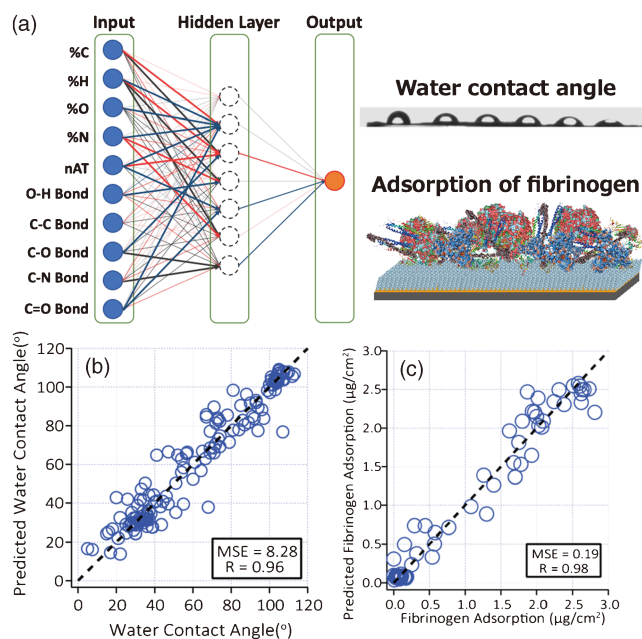 (a)
Input Hidden Layer Output
%C
%H
%O
%N
nAT
O-H Bond
C-C Bond
C-O Bond
C-N Bond
C=O Bond
Water contact angle
Adsorption of fibrinogen
(b)
Predicted Water Contact Angle(°)
120
100
80
60
40
20
0
0 20 40 60 80 100 120
Water Contact Angle(°)
MSE = 8.28
R = 0.96
(c)
Predicted Fibrinogen Adsorption (µg/cm²)
3.0
2.5
2.0
1.5
1.0
0.5
0.0
0.0 0.5 1.0 1.5 2.0 2.5 3.0
Fibrinogen Adsorption (µg/cm²)
MSE = 0.19
R = 0.98